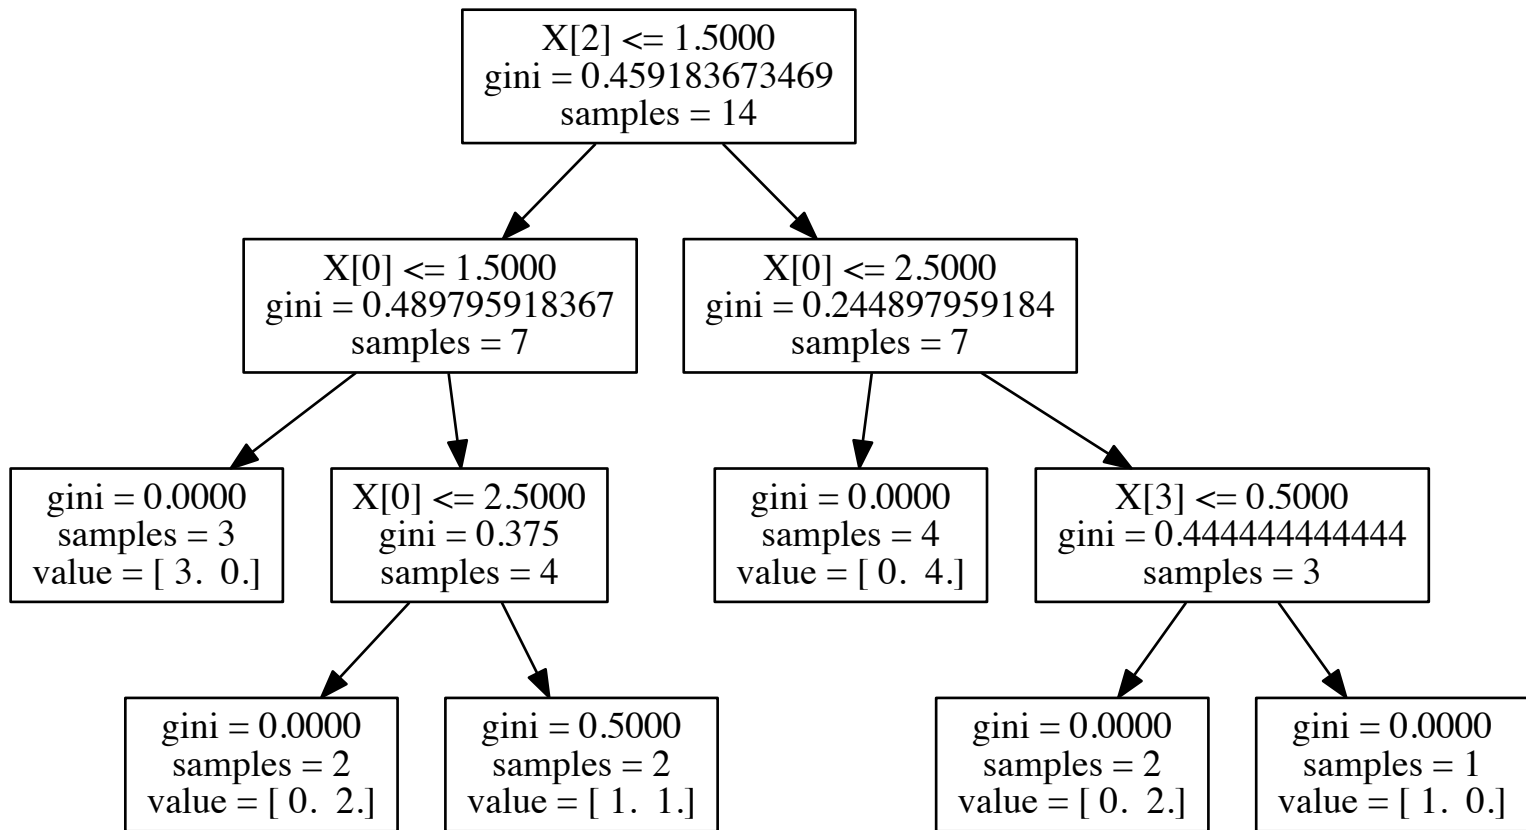 X[2] <= 1.5000
gini = 0.459183673469
samples = 14
X[0] <= 1.5000
gini = 0.489795918367
samples = 7
X[0] <= 2.5000
gini = 0.244897959184
samples = 7
gini = 0.0000
samples = 3
value = [ 3. 0.]
X[0] <= 2.5000
gini = 0.375
samples = 4
gini = 0.0000
samples = 4
value = [ 0. 4.]
X[3] <= 0.5000
gini = 0.444444444444
samples = 3
gini = 0.0000
samples = 2
value = [ 0. 2.]
gini = 0.5000
samples = 2
value = [ 1. 1.]
gini = 0.0000
samples = 2
value = [ 0. 2.]
gini = 0.0000
samples = 1
value = [ 1. 0.]